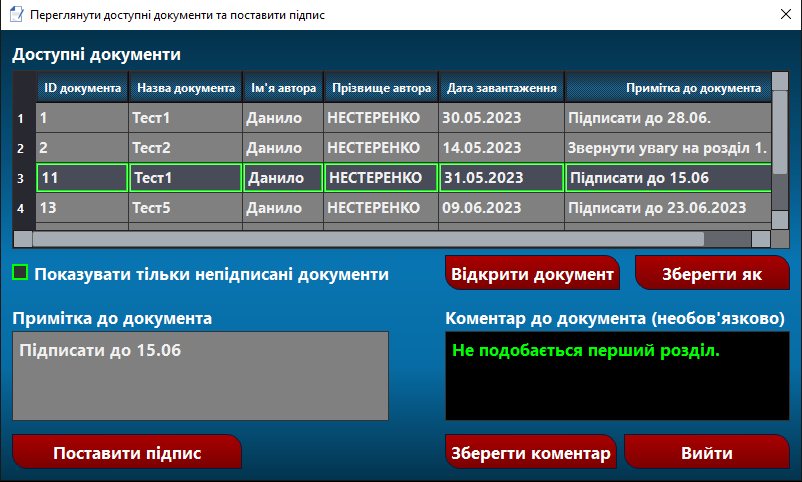 Переглянути доступні документи та поставити підпис
Доступні документи
ID документа Назва документа Ім'я автора Прізвище автора Дата завантаження Примітка до документа
1 1 Тест1 Данило НЕСТЕРЕНКО 30.05.2023 Підписати до 28.06.
2 2 Тест2 Данило НЕСТЕРЕНКО 14.05.2023 Звернути увагу на розділ 1.
3 11 Тест1 Данило НЕСТЕРЕНКО 31.05.2023 Підписати до 15.06
4 13 Тест5 Данило НЕСТЕРЕНКО 09.06.2023 Підписати до 23.06.2023
Показувати тільки непідписані документи Відкрити документ Зберегти як
Примітка до документа Коментар до документа (необов'язково)
Підписати до 15.06 Не подобається перший розділ.
Поставити підпис Зберегти коментар Вийти